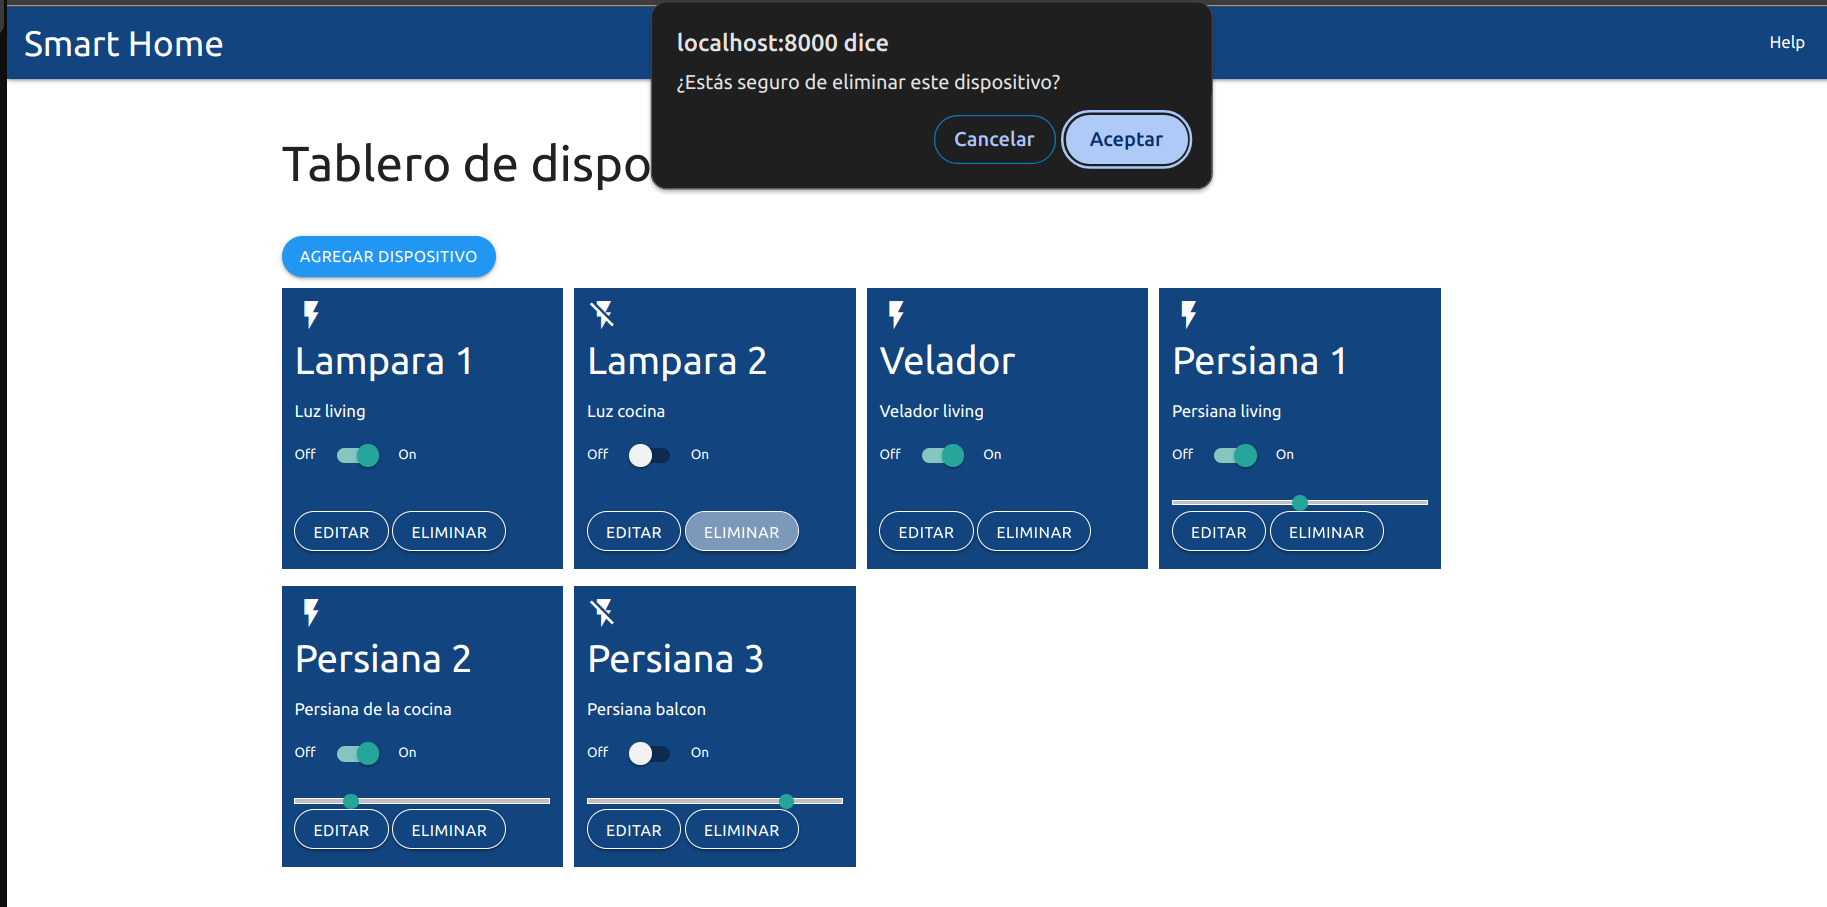 Smart Home
localhost:8000 dice
¿Estás seguro de eliminar este dispositivo?
Cancelar Aceptar
Help
Tablero de dispo
AGREGAR DISPOSITIVO
Lampara 1
Luz living
Off On
EDITAR ELIMINAR
Lampara 2
Luz cocina
Off On
EDITAR ELIMINAR
Velador
Velador living
Off On
EDITAR ELIMINAR
Persiana 1
Persiana living
Off On
EDITAR ELIMINAR
Persiana 2
Persiana de la cocina
Off On
EDITAR ELIMINAR
Persiana 3
Persiana balcon
Off On
EDITAR ELIMINAR